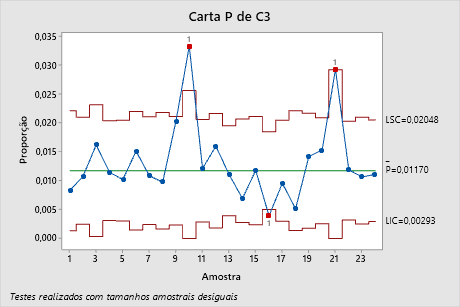 Carta P de C3
0,035
0,030
0,025
0,020
0,015
0,010
0,005
0,000
Proporção
1
1
1
LSC=0,02048
_
P=0,01170
LIC=0,00293
1 3 5 7 9 11 13 15 17 19 21 23
Amostra
Testes realizados com tamanhos amostrais desiguais